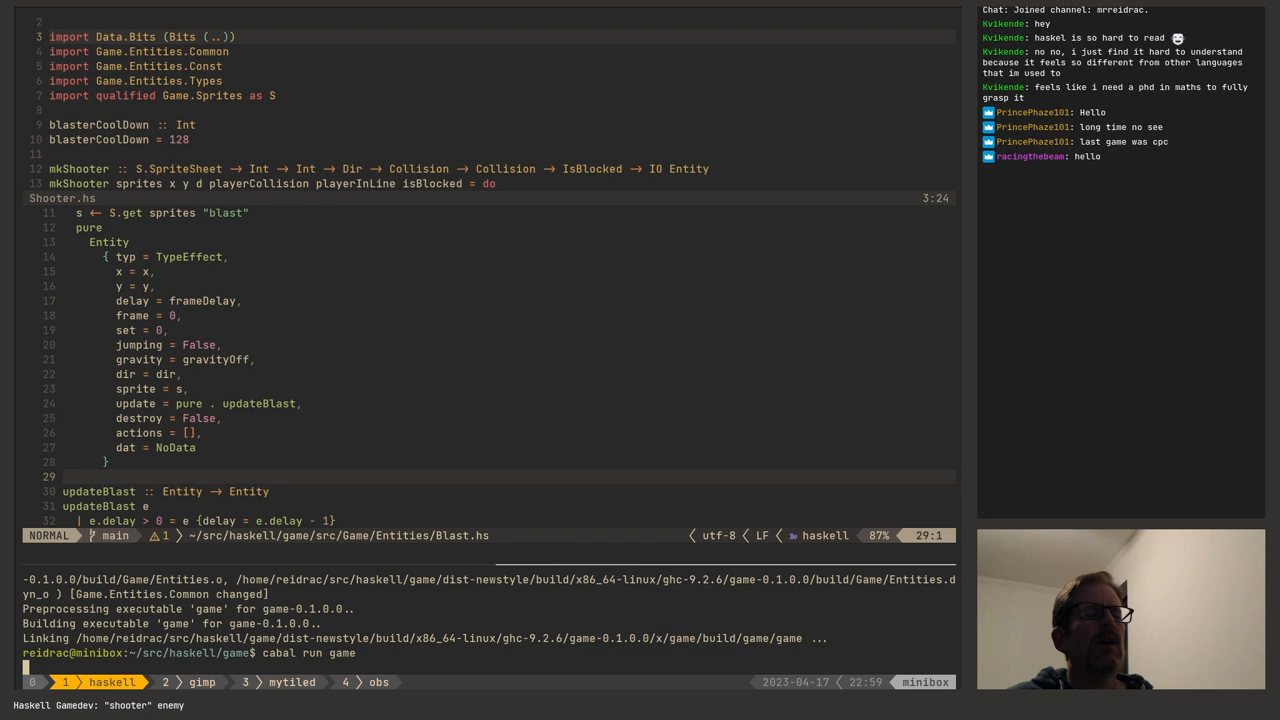 2
3 import Data.Bits (Bits (..))
4 import Game.Entities.Common
5 import Game.Entities.Const
6 import Game.Entities.Types
7 import qualified Game.Sprites as S
8
9 blasterCoolDown :: Int
10 blasterCoolDown = 128
11
12 mkShooter :: S.SpriteSheet -> Int -> Int -> Dir -> Collision -> Collision -> IsBlocked -> IO Entity
13 mkShooter sprites x y d playerCollision playerInLine isBlocked = do
Shooter.hs 3:24
11 s <- S.get sprites "blast"
12 pure
13 Entity
14 { typ = TypeEffect,
15 x = x,
16 y = y,
17 delay = frameDelay,
18 frame = 0,
19 set = 0,
20 jumping = False,
21 gravity = gravityOff,
22 dir = dir,
23 sprite = s,
24 update = pure . updateBlast,
25 destroy = False,
26 actions = [],
27 dat = NoData
28 }
29
30 updateBlast :: Entity -> Entity
31 updateBlast e
32 | e.delay > 0 = e {delay = e.delay - 1}
NORMAL main 1 ~/src/haskell/game/src/Game/Entities/Blast.hs utf-8 LF haskell 87% 29:1
-0.1.0.0/build/Game/Entities.o, /home/reidrac/src/haskell/game/dist-newstyle/build/x86_64-linux/ghc-9.2.6/game-0.1.0.0/build/Game/Entities.d
yn_o ) [Game.Entities.Common changed]
Preprocessing executable 'game' for game-0.1.0.0..
Building executable 'game' for game-0.1.0.0..
Linking /home/reidrac/src/haskell/game/dist-newstyle/build/x86_64-linux/ghc-9.2.6/game-0.1.0.0/x/game/build/game/game ...
reidrac@minibox:~/src/haskell/game$ cabal run game
0 1 haskell 2 gimp 3 mytiled 4 obs 2023-04-17 22:59 minibox
Haskell Gamedev: "shooter" enemy
Chat: Joined channel: mrreidrac.
Kvikende: hey
Kvikende: haskel is so hard to read
Kvikende: no no, i just find it hard to understand
because it feels so different from other languages
that im used to
Kvikende: feels like i need a phd in maths to fully
grasp it
PrincePhaze101: Hello
PrincePhaze101: long time no see
PrincePhaze101: last game was cpc
racingthebeam: hello